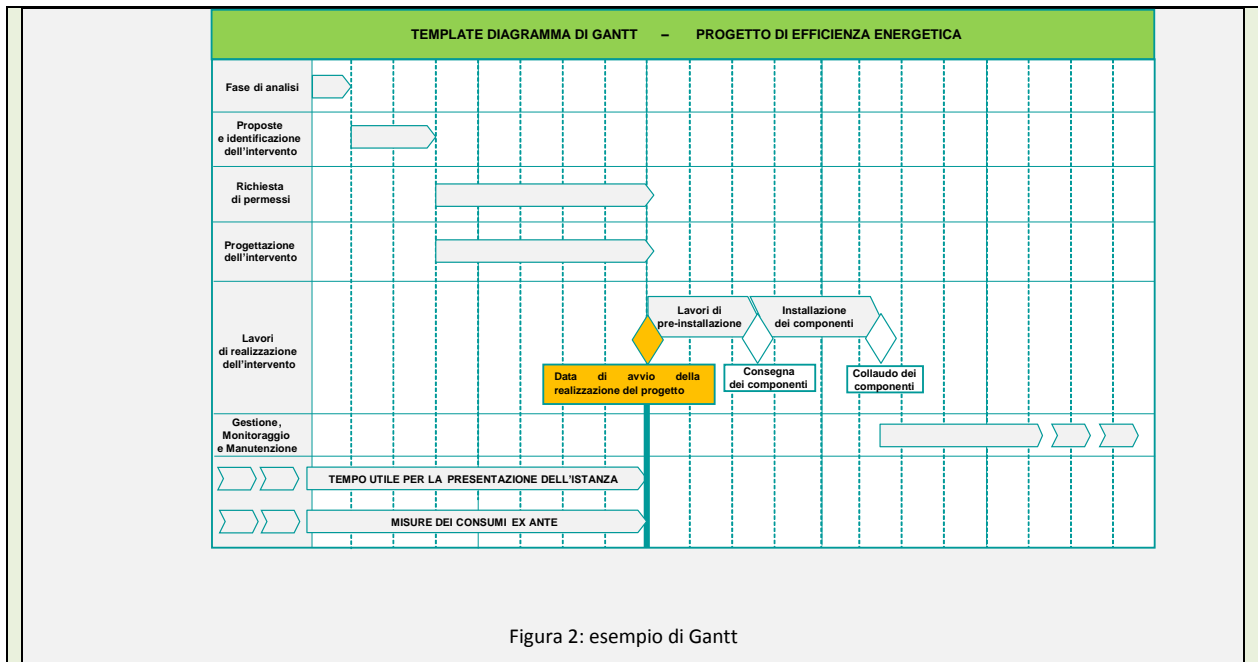 TEMPLATE DIAGRAMMA DI GANTT – PROGETTO DI EFFICIENZA ENERGETICA
Fase di analisi
Proposte
e identificazione
dell'intervento
Richiesta
di permessi
Progettazione
dell'intervento
Lavori
di realizzazione
dell'intervento
Lavori di
pre-installazione
Installazione
dei componenti
Data di avvio della
realizzazione del progetto
Consegna
dei componenti
Collaudo dei
componenti
Gestione,
Monitoraggio
e Manutenzione
TEMPO UTILE PER LA PRESENTAZIONE DELL'ISTANZA
MISURE DEI CONSUMI EX ANTE
Figura 2: esempio di Gantt